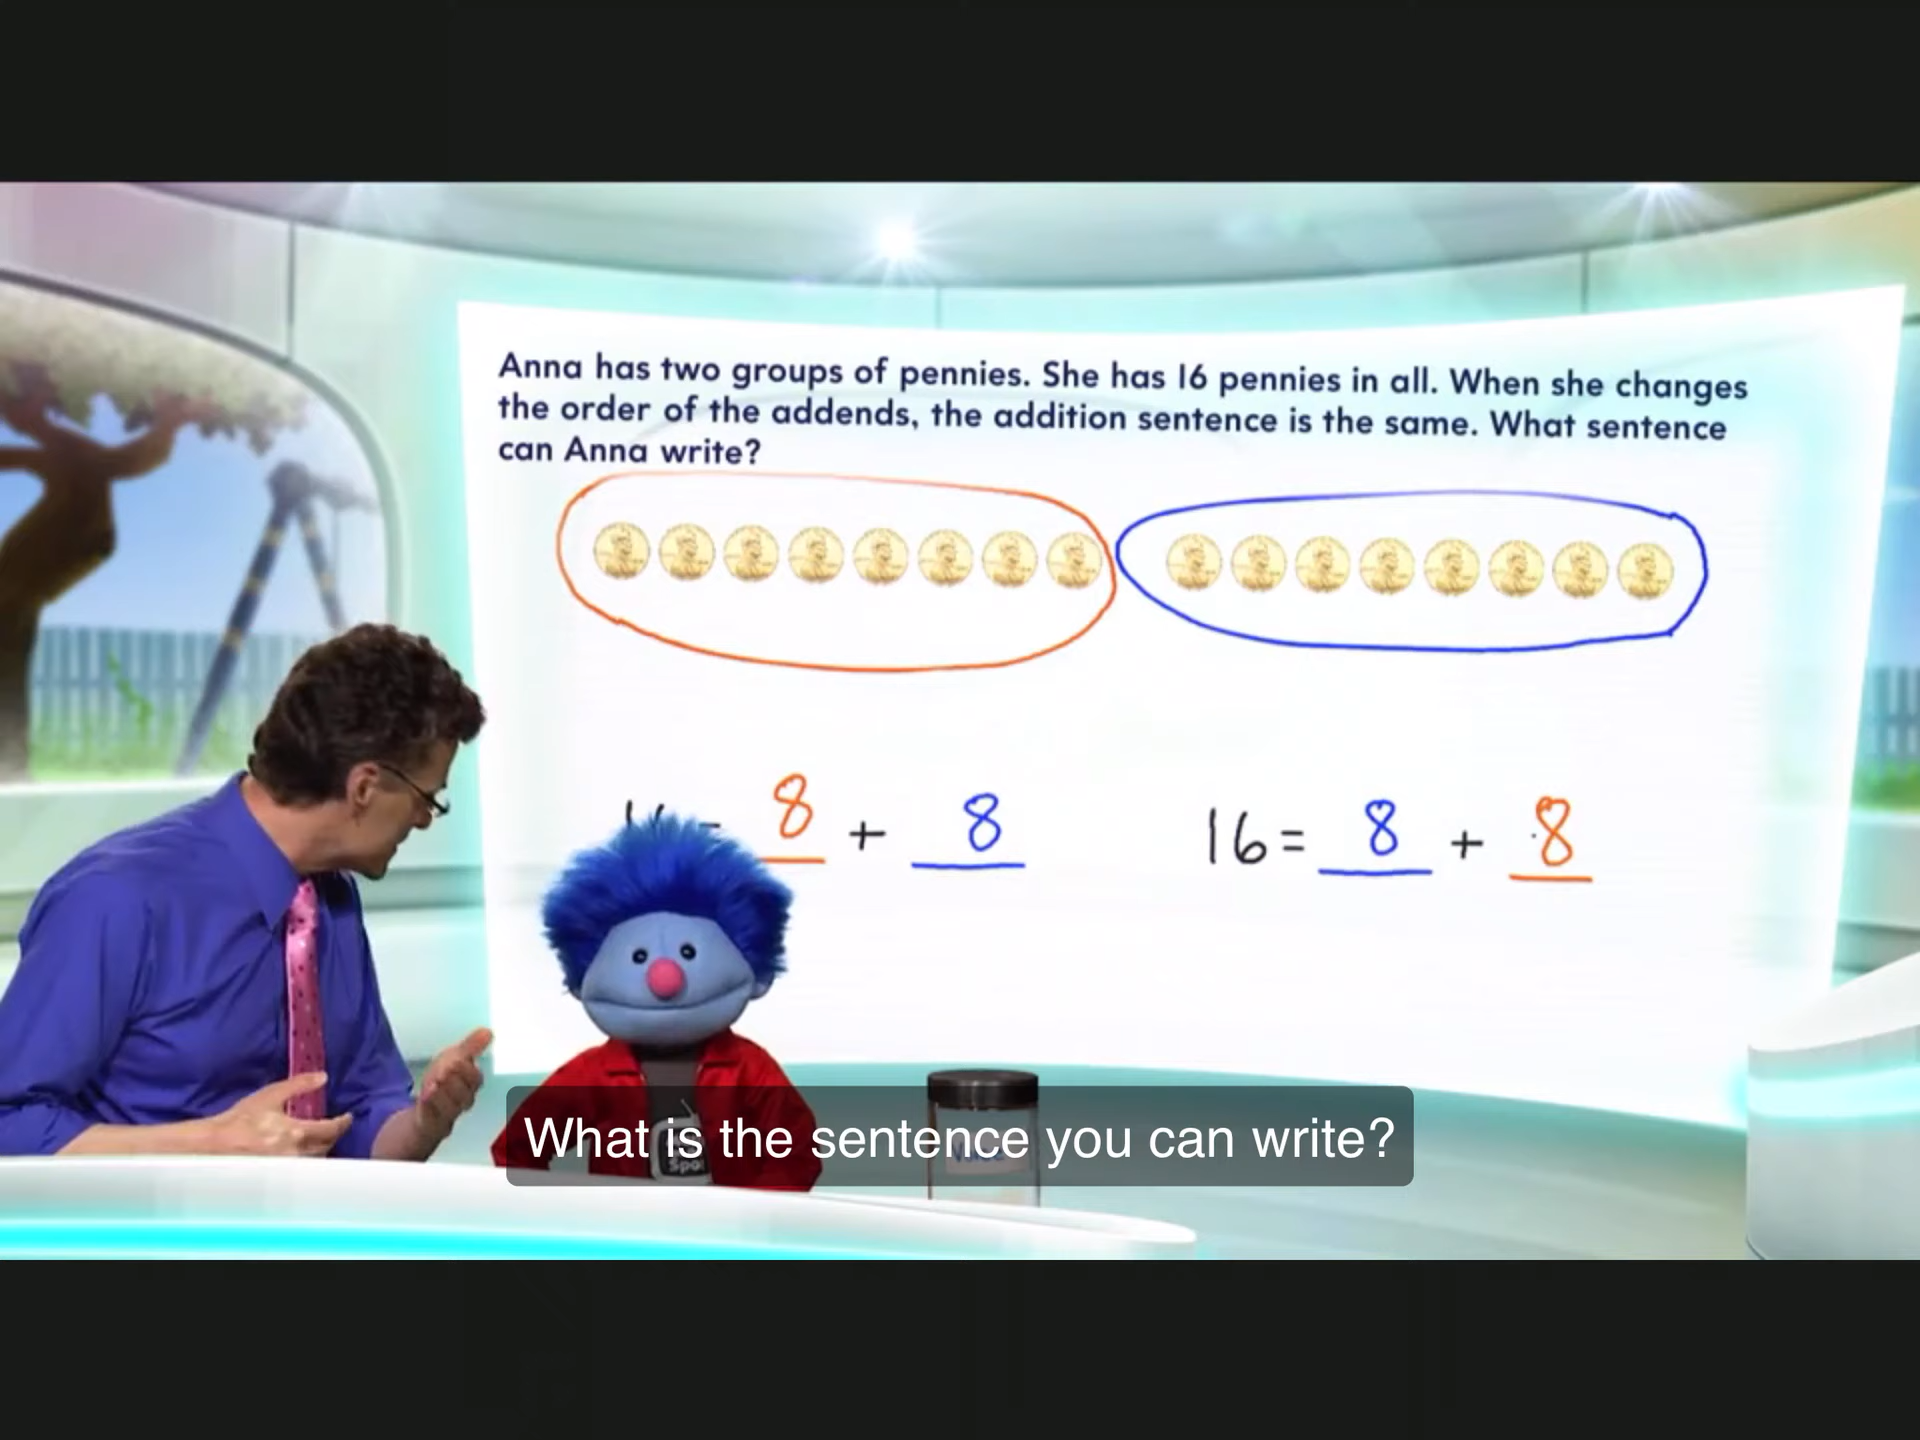 Anna has two groups of pennies. She has 16 pennies in all. When she changes
the order of the addends, the addition sentence is the same. What sentence
can Anna write?
8 + 8
16 = 8 + 8
What is the sentence you can write?